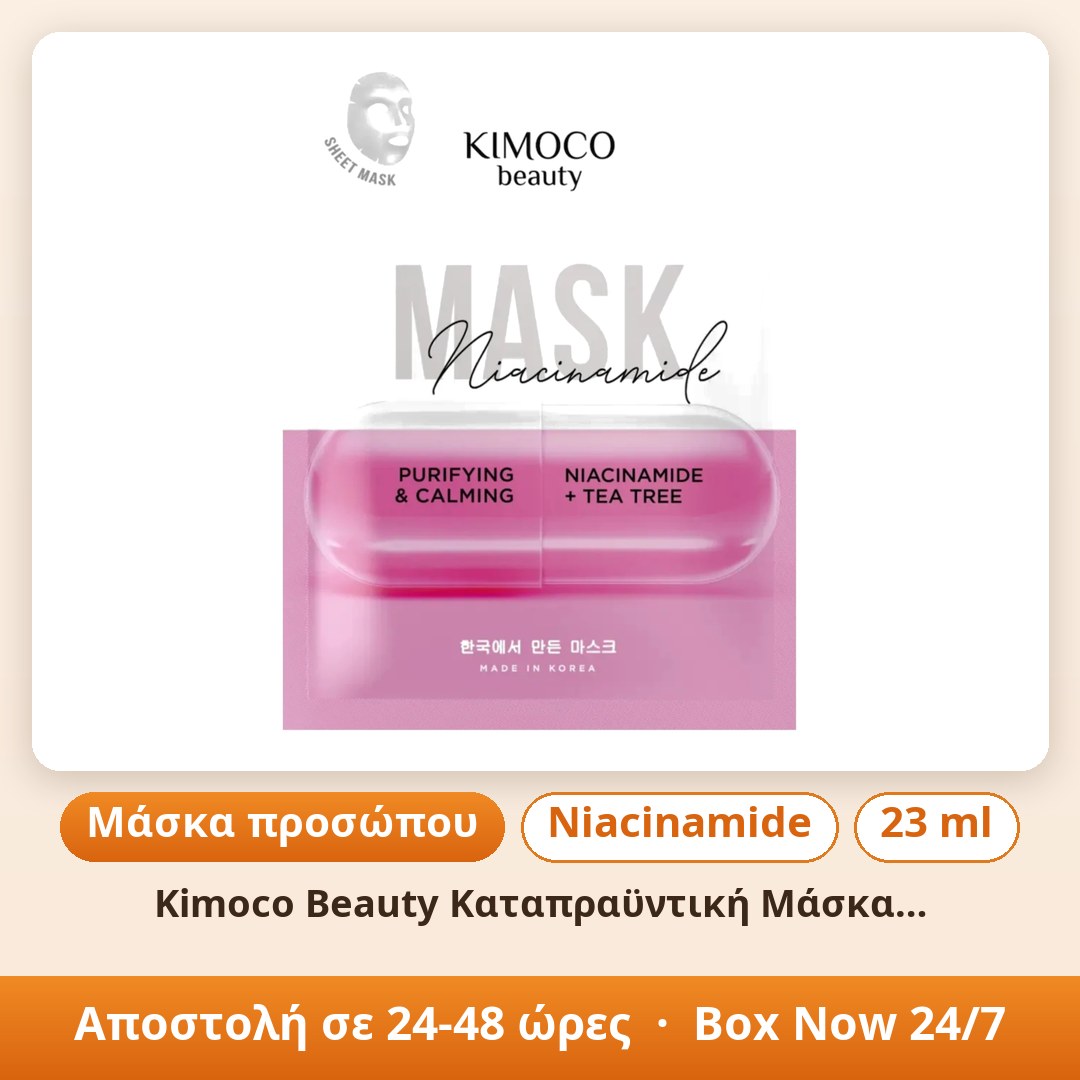 SHEET MASK
KIMOCO
beauty
MASK
Niacinamide
PURIFYING
& CALMING
NIACINAMIDE
+ TEA TREE
한국에서 만든 마스크
MADE IN KOREA
Μάσκα προσώπου
Niacinamide
23 ml
Kimoco Beauty Καταπραϋντική Μάσκα...
Αποστολή σε 24-48 ώρες · Box Now 24/7